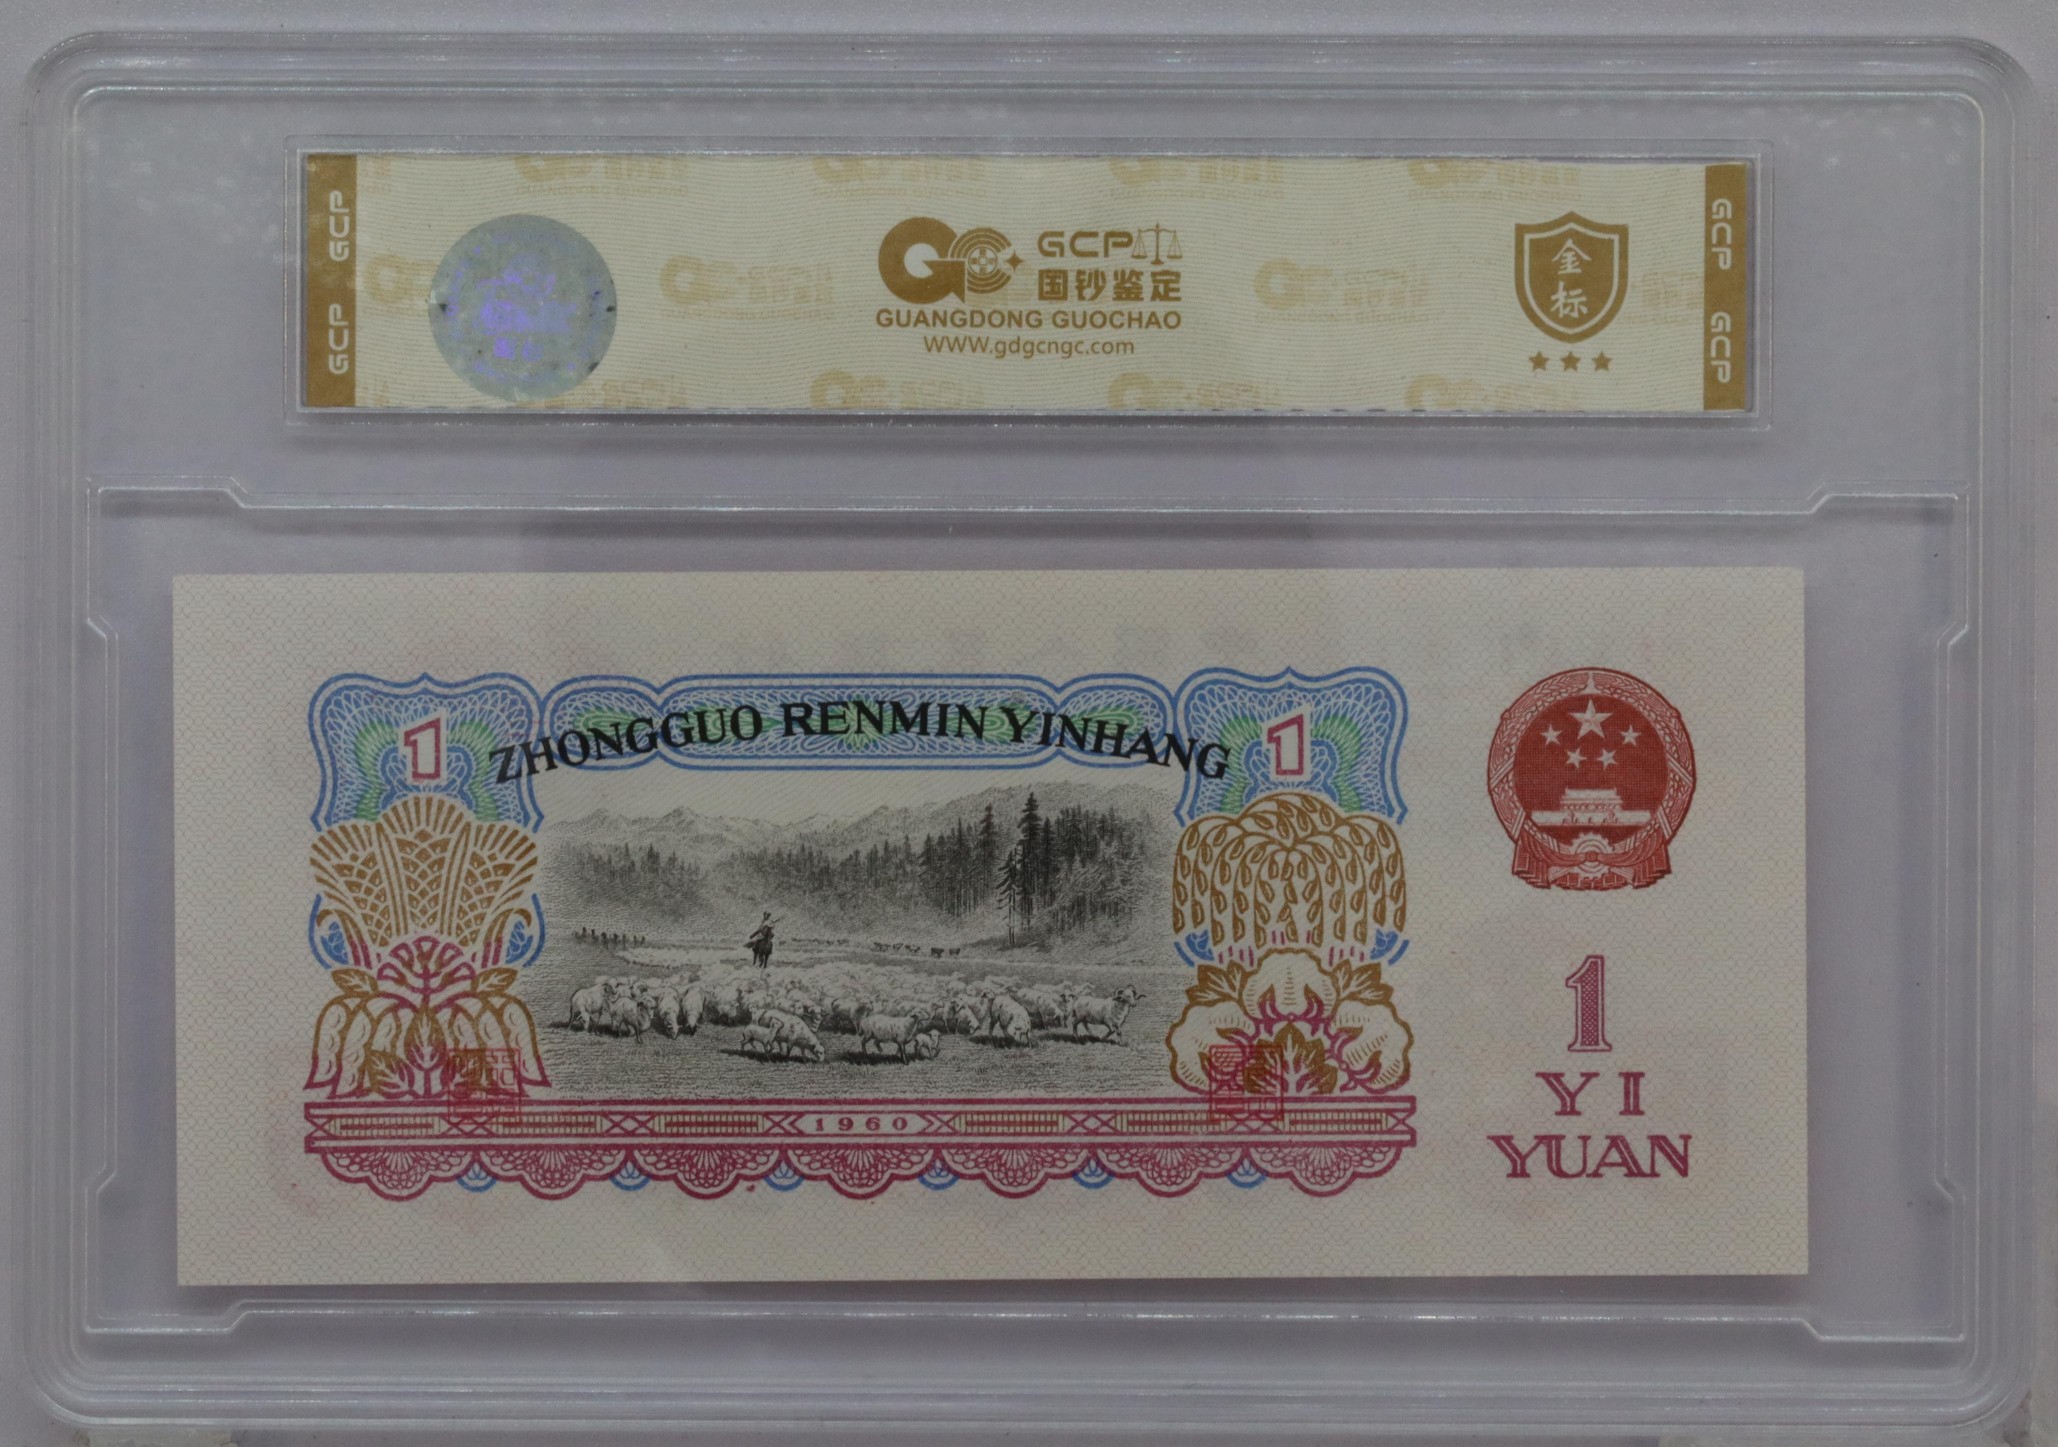 GCP
GCP
GCP
国钞鉴定
GUANGDONG GUOCHAO
WWW.gdgcngc.com
金标
GCP
GCP
1
ZHONGGUO RENMIN YINHANG
1
1960
1
YI
YUAN